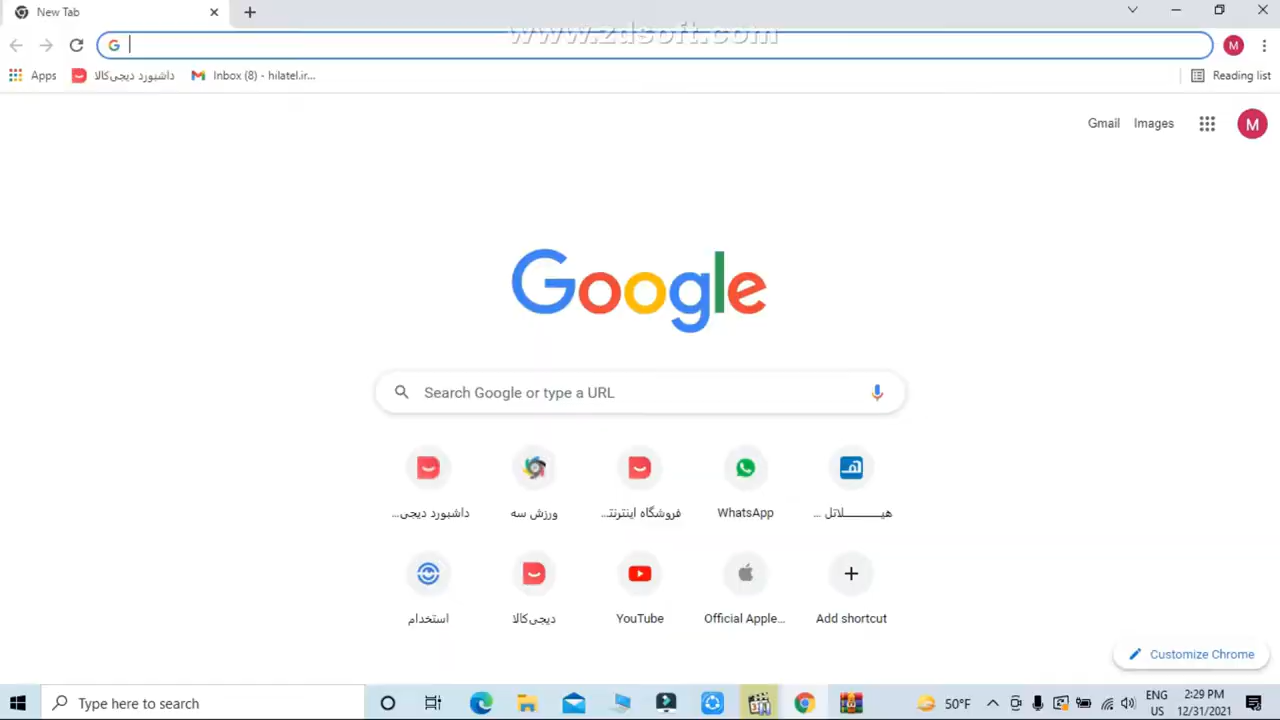 New Tab
www.zdsoft.com
M
Apps
داشبورد دیجی‌کالا
Inbox (8) - hilatel.ir...
Reading list
Gmail
Images
M
Google
Search Google or type a URL
داشبورد دیجی...
ورزش سه
فروشگاه اینترنتـ...
WhatsApp
هیــــــــلاتل ...
استخدام
دیجی‌کالا
YouTube
Official Apple...
Add shortcut
Customize Chrome
Type here to search
50°F
ENG
US
2:29 PM
12/31/2021